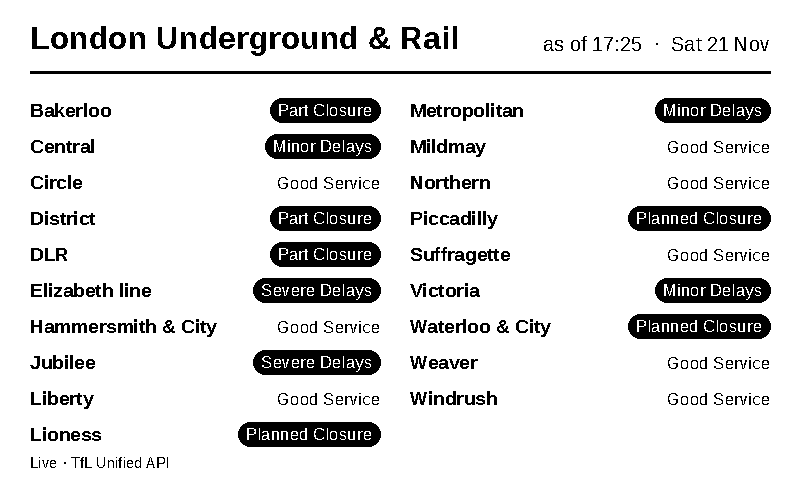 London Underground & Rail
as of 17:25 · Sat 21 Nov
Bakerloo Part Closure
Central Minor Delays
Circle Good Service
District Part Closure
DLR Part Closure
Elizabeth line Severe Delays
Hammersmith & City Good Service
Jubilee Severe Delays
Liberty Good Service
Lioness Planned Closure
Metropolitan Minor Delays
Mildmay Good Service
Northern Good Service
Piccadilly Planned Closure
Suffragette Good Service
Victoria Minor Delays
Waterloo & City Planned Closure
Weaver Good Service
Windrush Good Service
Live · TfL Unified API